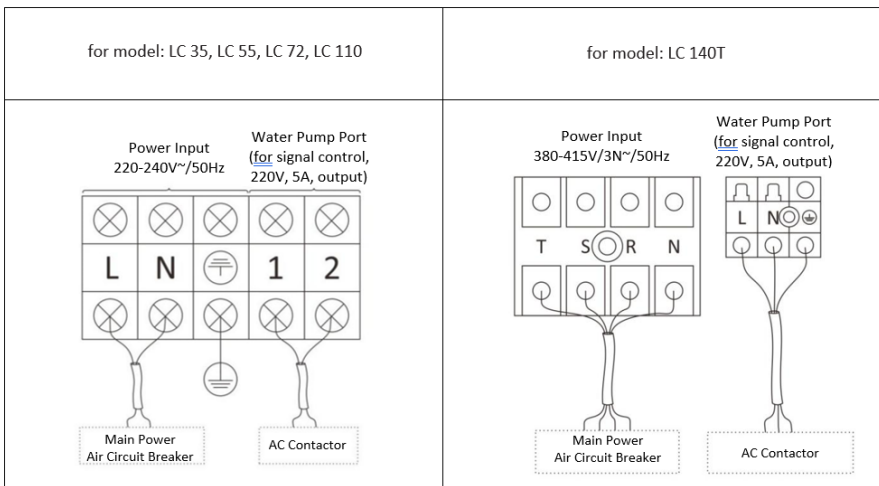 for model: LC 35, LC 55, LC 72, LC 110
for model: LC 140T
Power Input
220-240V~/50Hz
Water Pump Port
(for signal control,
220V, 5A, output)
L N 1 2
Main Power
Air Circuit Breaker
AC Contactor
Power Input
380-415V/3N~/50Hz
Water Pump Port
(for signal control,
220V, 5A, output)
T S R N
L N
Main Power
Air Circuit Breaker
AC Contactor